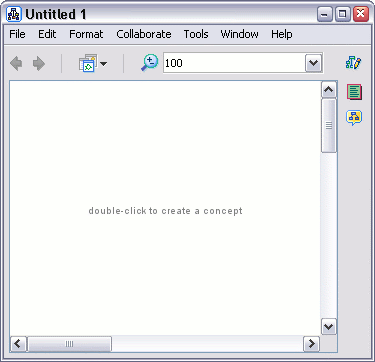 Untitled 1
File Edit Format Collaborate Tools Window Help
100
double-click to create a concept